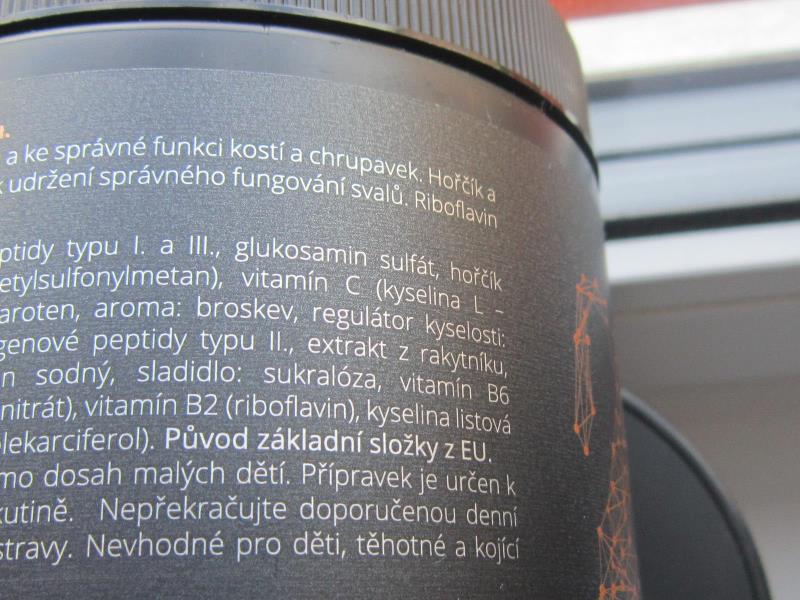 a ke správné funkci kostí a chrupavek. Hořčík a
k udržení správného fungování svalů. Riboflavin
ptidy typu I. a III., glukosamin sulfát, hořčík
etylsulfonylmetan), vitamín C (kyselina L –
aroten, aroma: broskev, regulátor kyselosti:
genové peptidy typu II., extrakt z rakytníku,
n sodný, sladidlo: sukralóza, vitamín B6
nitrát), vitamín B2 (riboflavin), kyselina listová
olekarciferol). Původ základní složky z EU.
mo dosah malých dětí. Přípravek je určen k
kutině. Nepřekračujte doporučenou denní
stravy. Nevhodné pro děti, těhotné a kojící